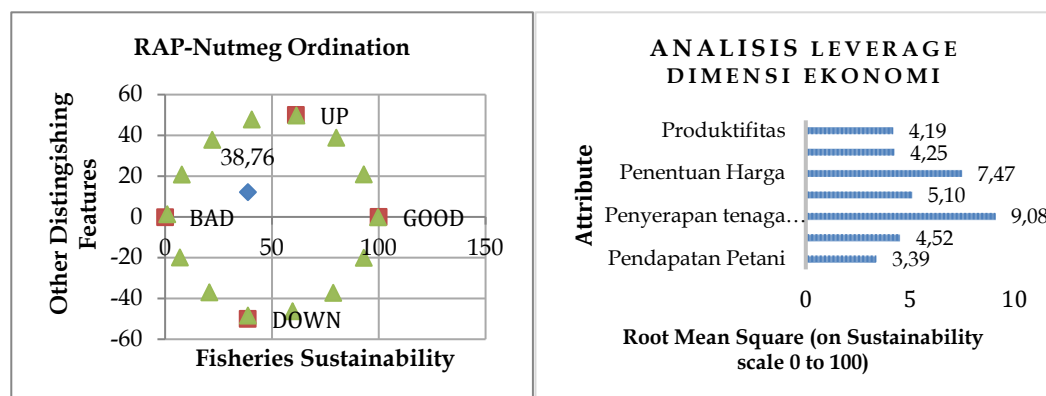 RAP-Nutmeg Ordination
Other Distingishing
Features
60
40
20
0
-20
-40
-60
UP
38,76
BAD
GOOD
0
50
100
150
DOWN
Fisheries Sustainability
ANALISIS LEVERAGE
DIMENSI EKONOMI
Attribute
Produktifitas
4,19
4,25
Penentuan Harga
7,47
5,10
Penyerapan tenaga…
9,08
4,52
Pendapatan Petani
3,39
0
5
10
Root Mean Square (on Sustainability
scale 0 to 100)